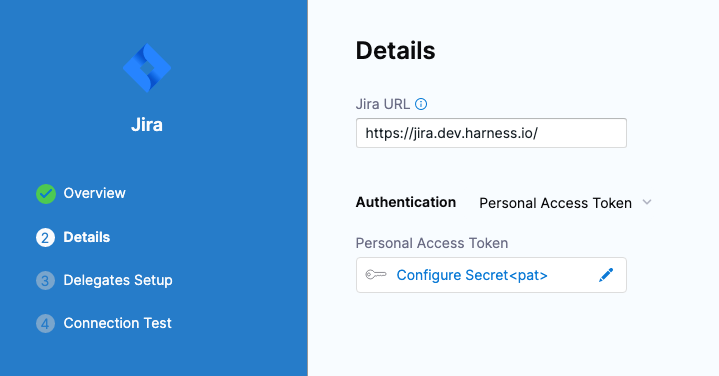 Jira
Overview
2 Details
3 Delegates Setup
4 Connection Test
Details
Jira URL
https://jira.dev.harness.io/
Authentication Personal Access Token
Personal Access Token
Configure Secret<pat>